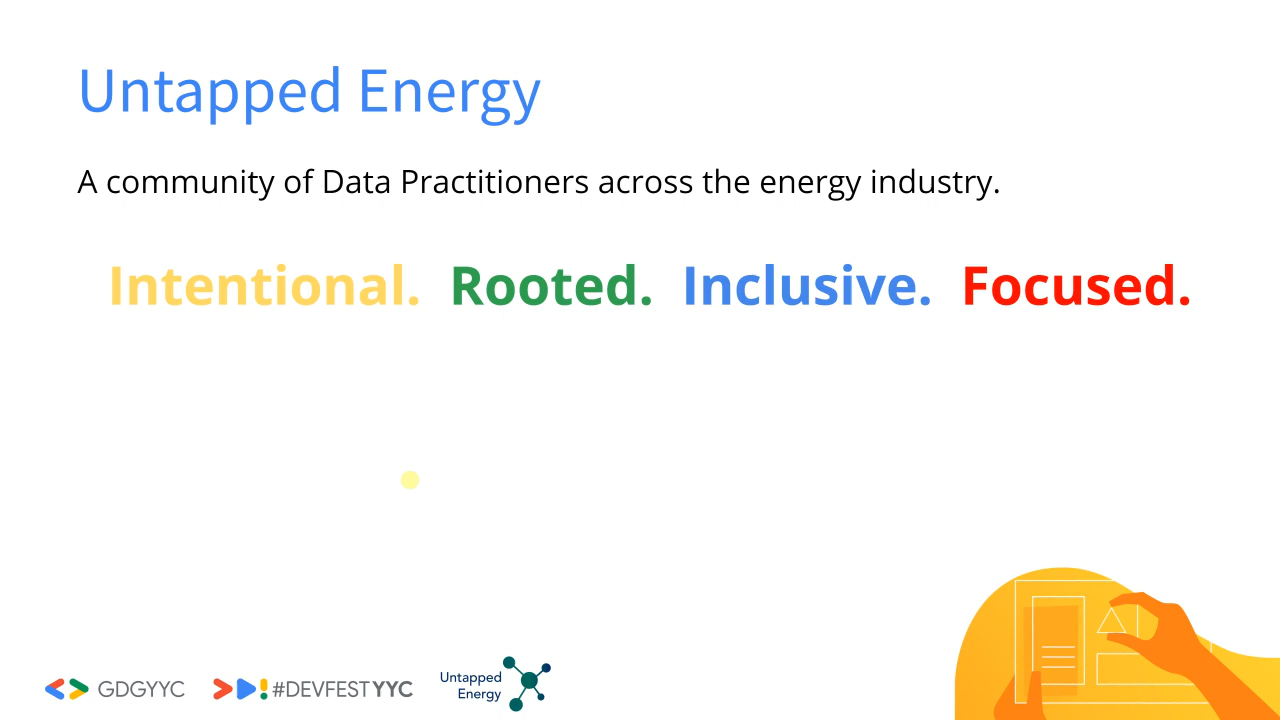 Untapped Energy
A community of Data Practitioners across the energy industry.
Intentional. Rooted. Inclusive. Focused.
GDGYYC #DEVFESTYYC Untapped
Energy